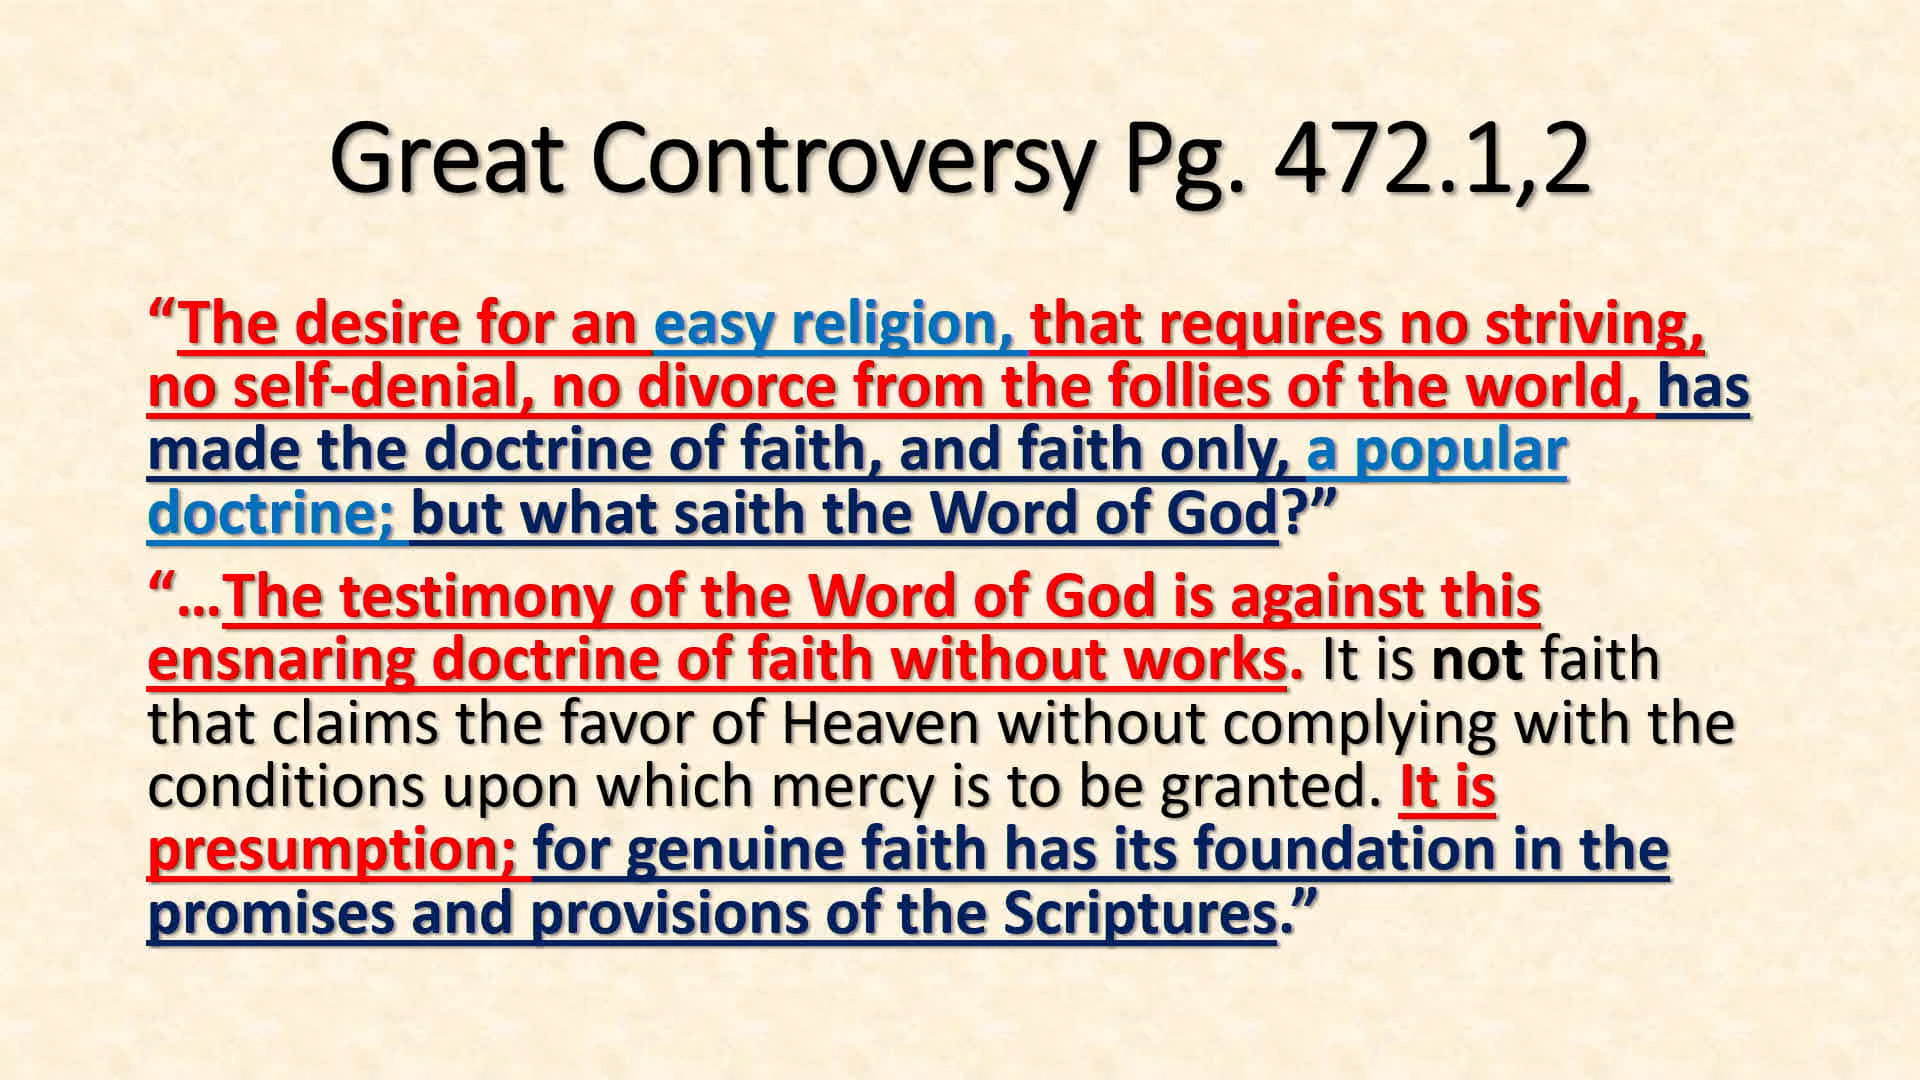 Great Controversy Pg. 472.1,2
“The desire for an easy religion, that requires no striving,
no self-denial, no divorce from the follies of the world, has
made the doctrine of faith, and faith only, a popular
doctrine; but what saith the Word of God?”
“...The testimony of the Word of God is against this
ensnaring doctrine of faith without works. It is not faith
that claims the favor of Heaven without complying with the
conditions upon which mercy is to be granted. It is
presumption; for genuine faith has its foundation in the
promises and provisions of the Scriptures.”